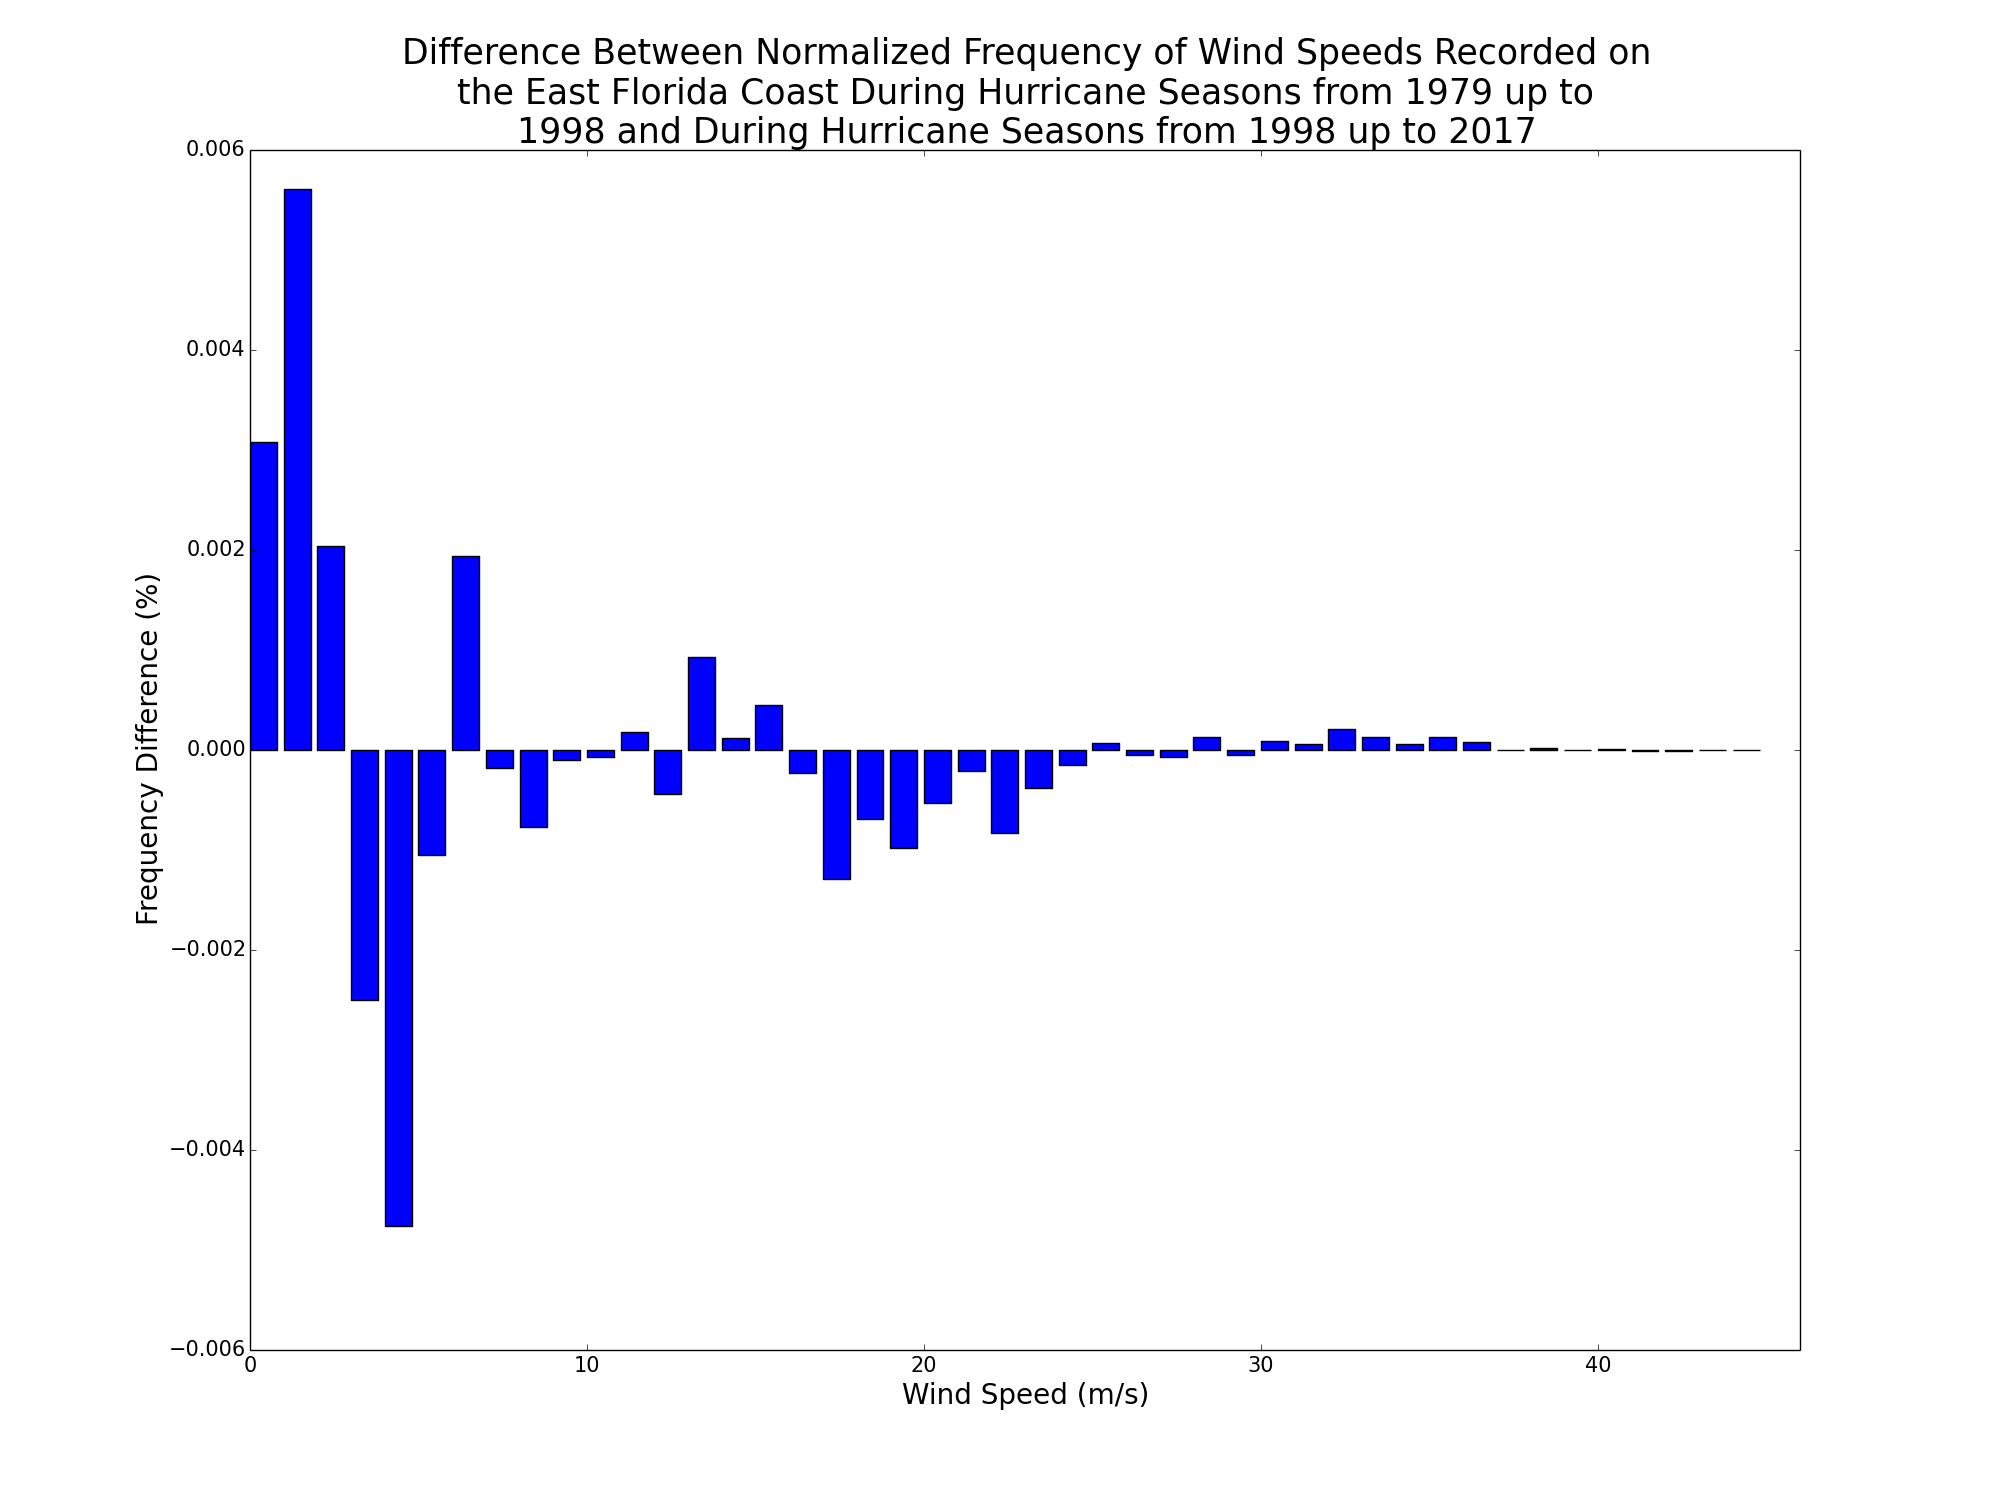 Difference Between Normalized Frequency of Wind Speeds Recorded on
the East Florida Coast During Hurricane Seasons from 1979 up to
1998 and During Hurricane Seasons from 1998 up to 2017
0.006
0.004
0.002
0.000
−0.002
−0.004
−0.006
Frequency Difference (%)
0 10 20 30 40
Wind Speed (m/s)